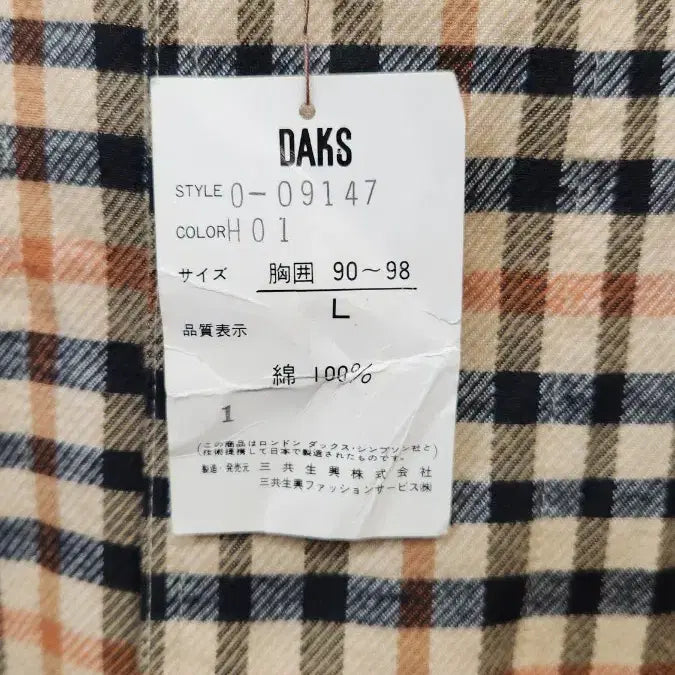 DAKS
STYLE 0-09147
COLOR H01
サイズ 胸囲 90〜98
L
品質表示
綿 100%
1
(この商品はロンドン ダックス・シンプソン社と
技術提携して日本で製造されたものです。)
製造・発売元 三共生興株式会社
三共生興ファッションサービス㈱